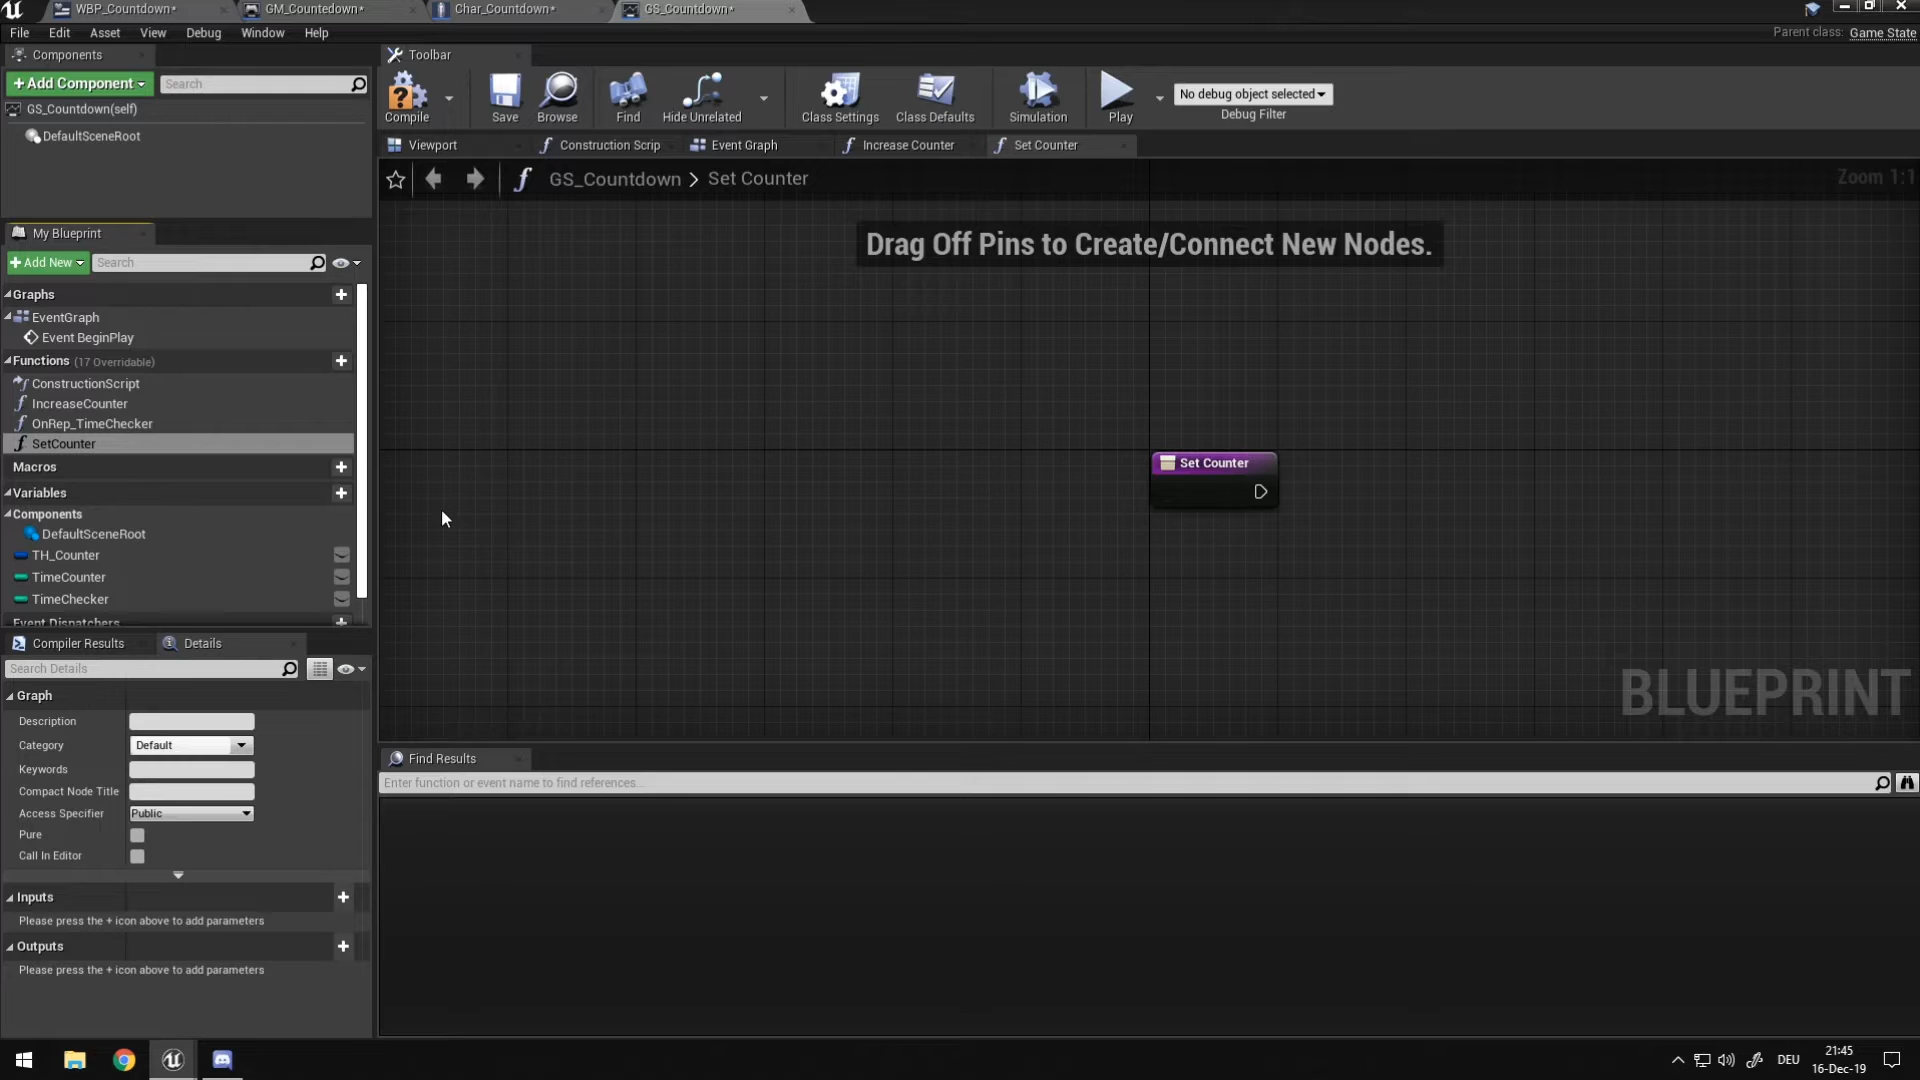 WBP_Countdown*
GM_Countedown*
Char_Countdown*
GS_Countdown*
File
Edit
Asset
View
Debug
Window
Help
Parent class: Game State
Components
Toolbar
+Add Component
Search
GS_Countdown(self)
DefaultSceneRoot
Compile
Save
Browse
Find
Hide Unrelated
Class Settings
Class Defaults
Simulation
Play
No debug object selected
Debug Filter
Viewport
Construction Scrip
Event Graph
Increase Counter
Set Counter
GS_Countdown > Set Counter
Zoom 1:1
Drag Off Pins to Create/Connect New Nodes.
My Blueprint
+Add New
Search
Graphs
EventGraph
Event BeginPlay
Functions (17 Overridable)
ConstructionScript
IncreaseCounter
OnRep_TimeChecker
SetCounter
Macros
Variables
Components
DefaultSceneRoot
TH_Counter
TimeCounter
TimeChecker
Event Dispatchers
Set Counter
BLUEPRINT
Compiler Results
Details
Search Details
Graph
Description
Category
Default
Keywords
Compact Node Title
Access Specifier
Public
Pure
Call In Editor
Inputs
Please press the + icon above to add parameters
Outputs
Please press the + icon above to add parameters
Find Results
Enter function or event name to find references...
DEU
21:45
16-Dec-19